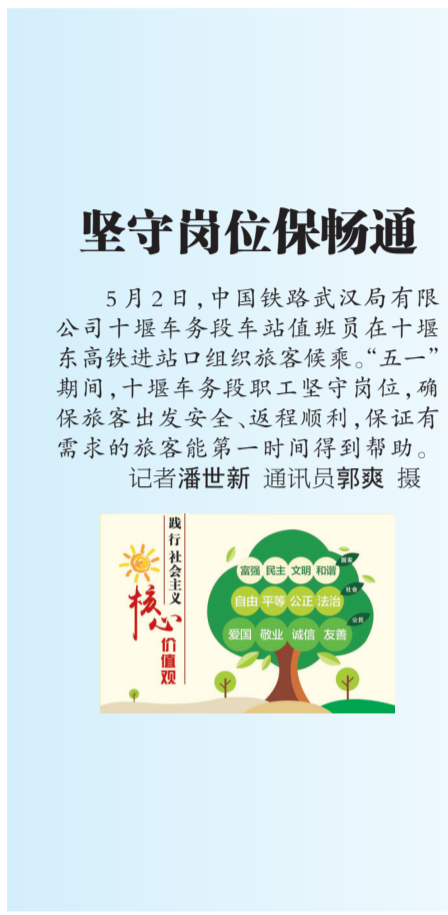 坚守岗位保畅通
5月2日,中国铁路武汉局有限
公司十堰车务段车站值班员在十堰
东高铁进站口组织旅客候乘。“五一”
期间,十堰车务段职工坚守岗位,确
保旅客出发安全、返程顺利,保证有
需求的旅客能第一时间得到帮助。
记者潘世新 通讯员郭爽 摄
践行社会主义
核心
价值观
富强 民主 文明 和谐
国家
自由 平等 公正 法治
社会
爱国 敬业 诚信 友善
公民